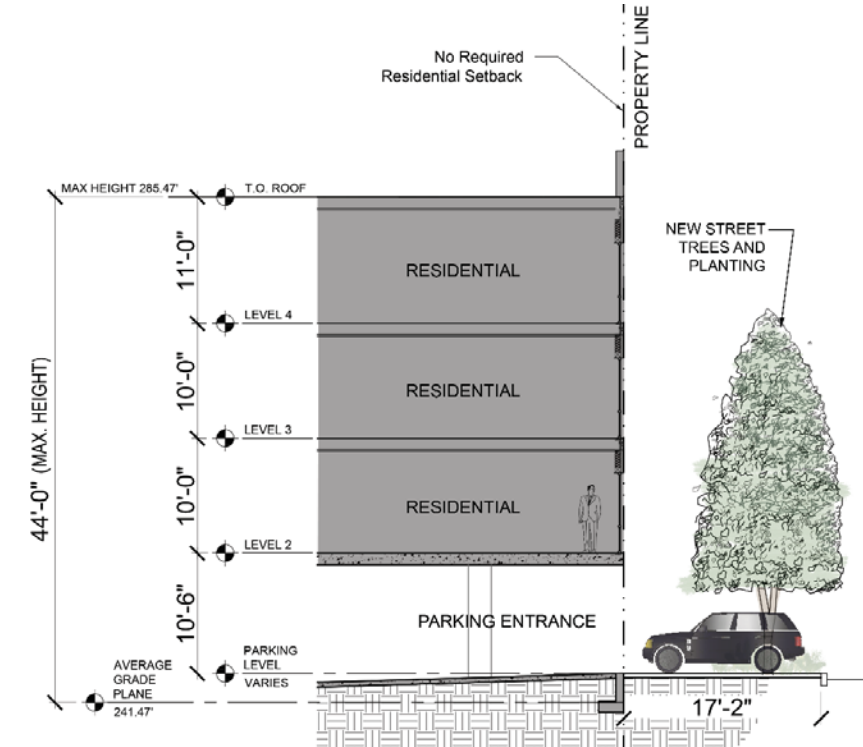 No Required
Residential Setback
PROPERTY LINE
MAX HEIGHT 285.47'
T.O. ROOF
NEW STREET
TREES AND
PLANTING
11'-0"
RESIDENTIAL
LEVEL 4
44'-0" (MAX. HEIGHT)
10'-0"
RESIDENTIAL
LEVEL 3
10'-0"
RESIDENTIAL
LEVEL 2
10'-6"
PARKING ENTRANCE
PARKING
LEVEL
VARIES
AVERAGE
GRADE
PLANE
241.47'
17'-2"